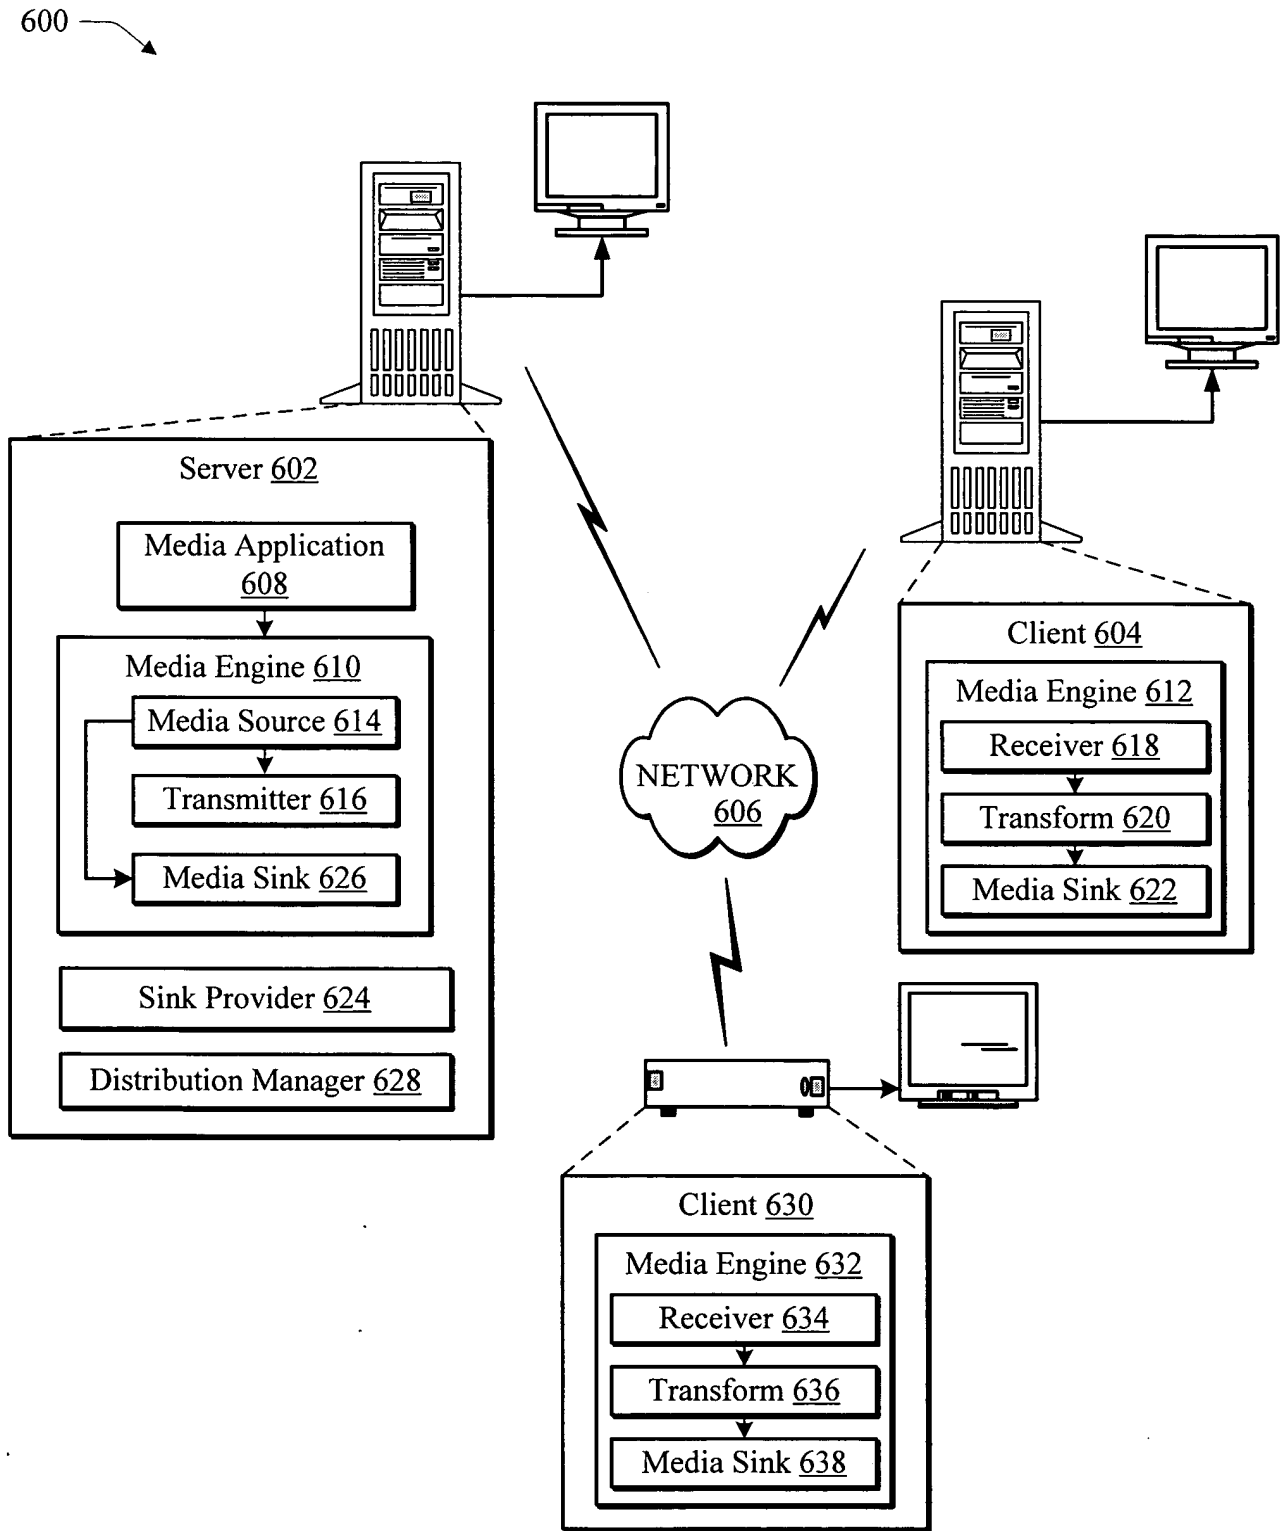 600
Server 602
Media Application
608
Media Engine 610
Media Source 614
Transmitter 616
Media Sink 626
Sink Provider 624
Distribution Manager 628
NETWORK
606
Client 604
Media Engine 612
Receiver 618
Transform 620
Media Sink 622
Client 630
Media Engine 632
Receiver 634
Transform 636
Media Sink 638